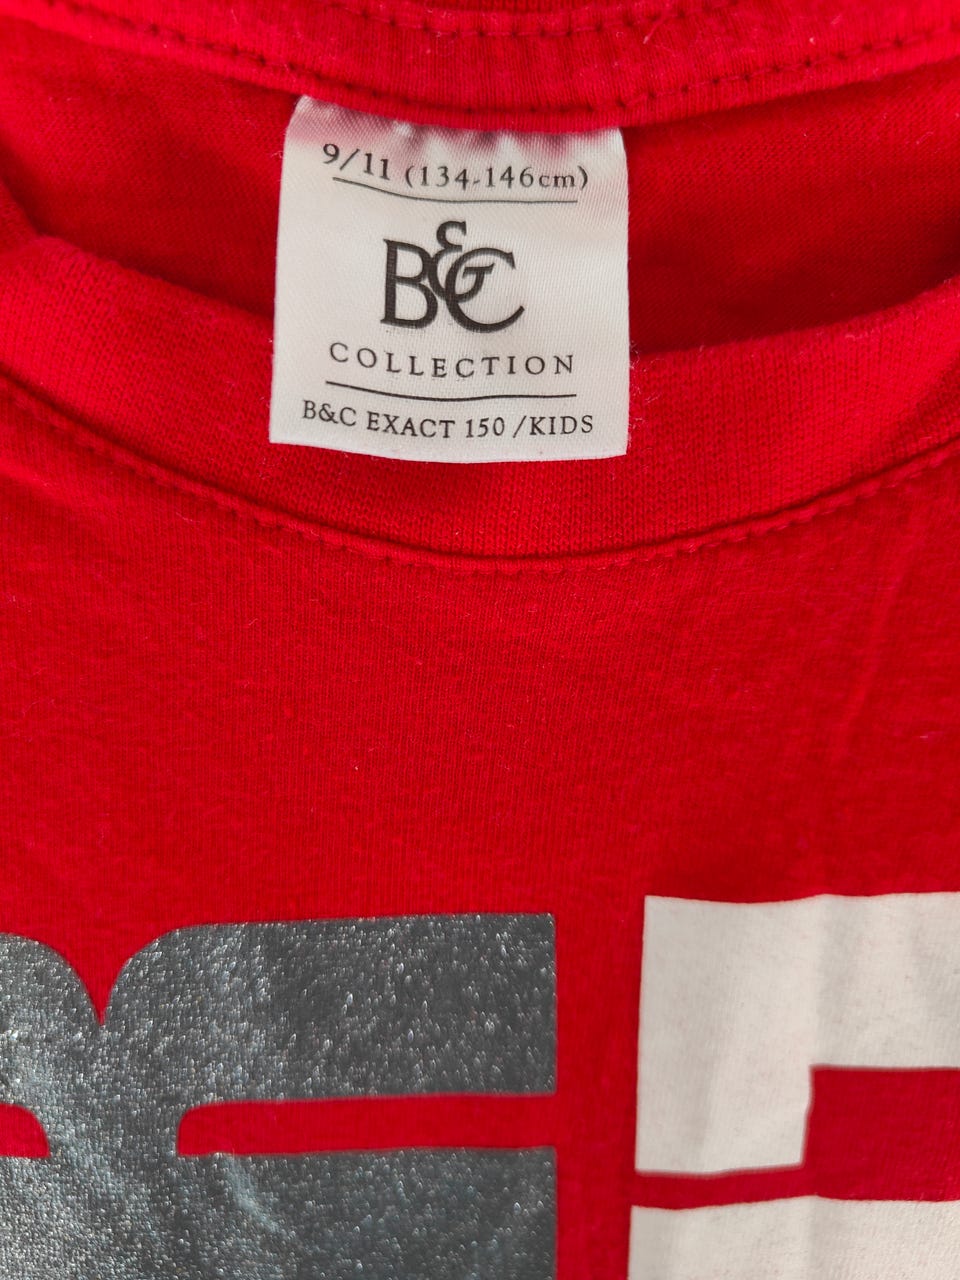 9/11 (134-146cm)
B&C
COLLECTION
B&C EXACT 150 /KIDS